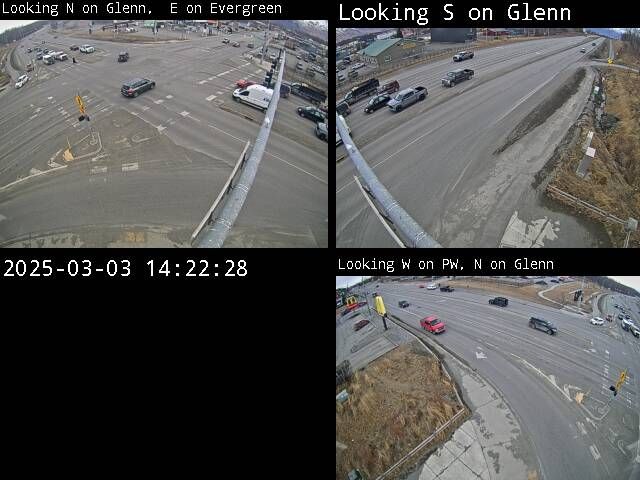 Looking N on Glenn,  E on Evergreen
Looking S on Glenn
2025-03-03 14:22:28
Looking W on PW, N on Glenn